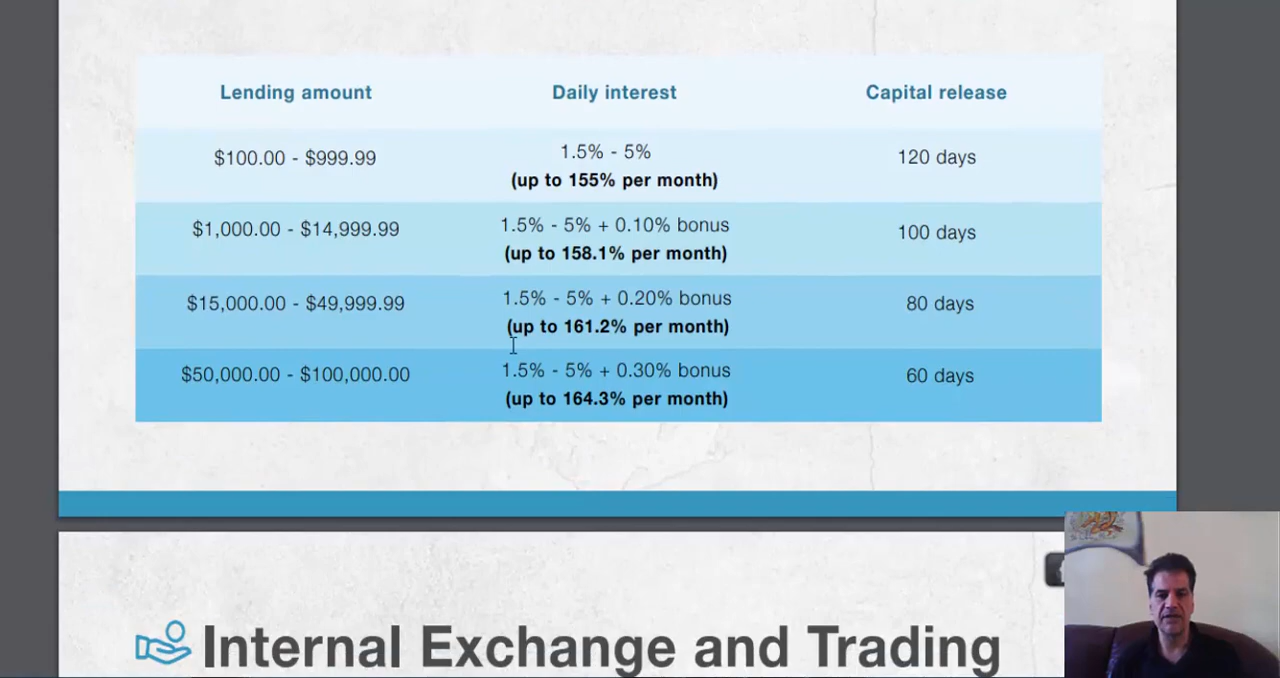 Lending amount Daily interest Capital release
$100.00 - $999.99 1.5% - 5% 120 days
(up to 155% per month)
$1,000.00 - $14,999.99 1.5% - 5% + 0.10% bonus 100 days
(up to 158.1% per month)
$15,000.00 - $49,999.99 1.5% - 5% + 0.20% bonus 80 days
(up to 161.2% per month)
$50,000.00 - $100,000.00 1.5% - 5% + 0.30% bonus 60 days
(up to 164.3% per month)
Internal Exchange and Trading